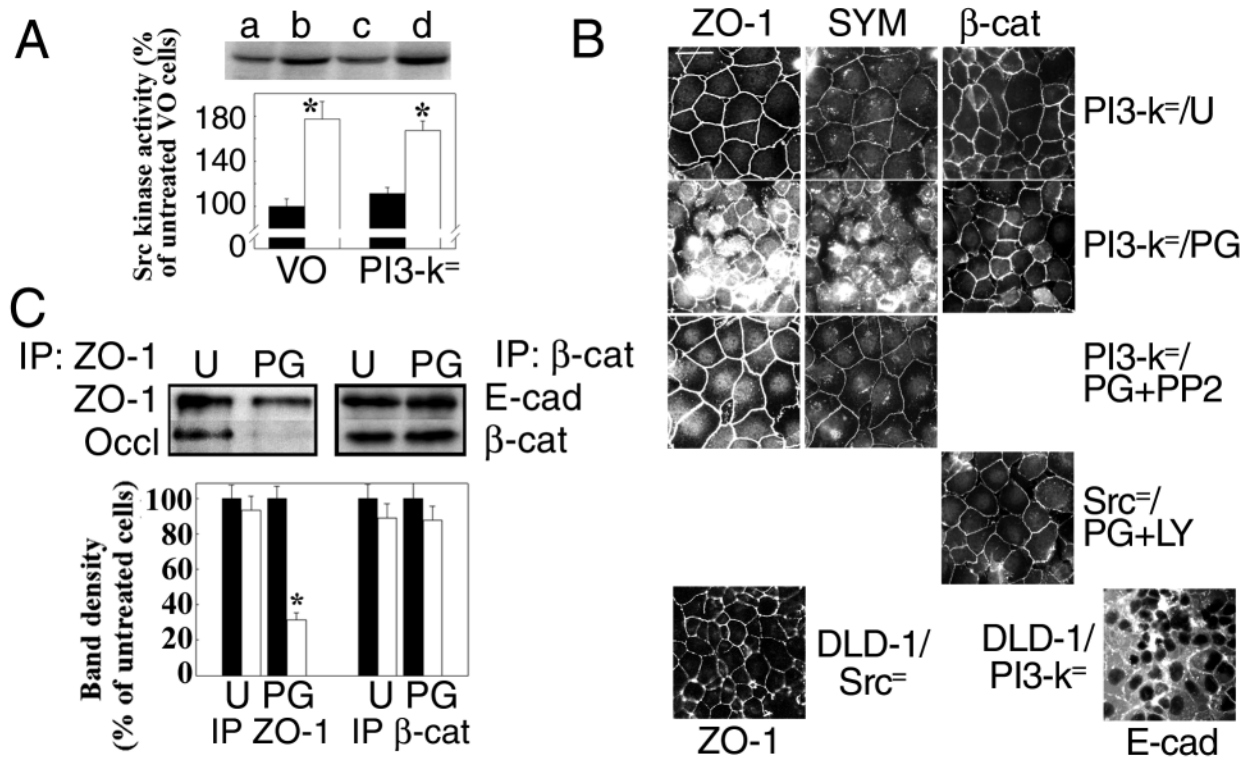 A
a b c d
Src kinase activity (%
of untreated VO cells)
*
*
180
140
100
0
VO PI3-k=
B
ZO-1 SYM β-cat
PI3-k=/U
PI3-k=/PG
PI3-k=/
PG+PP2
Src=/
PG+LY
DLD-1/
Src=
ZO-1
DLD-1/
PI3-k=
E-cad
C
IP: ZO-1 U PG U PG IP: β-cat
ZO-1 E-cad
Occl β-cat
Band density
(% of untreated cells)
100
80
60
40
20
0
*
U PG U PG
IP ZO-1 IP β-cat